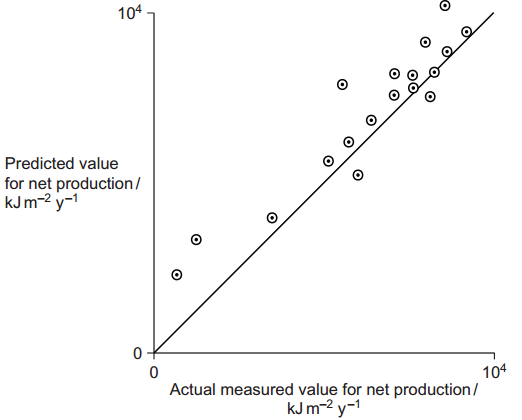 10⁴
Predicted value
for net production /
kJ m⁻² y⁻¹
0
0
10⁴
Actual measured value for net production /
kJ m⁻² y⁻¹